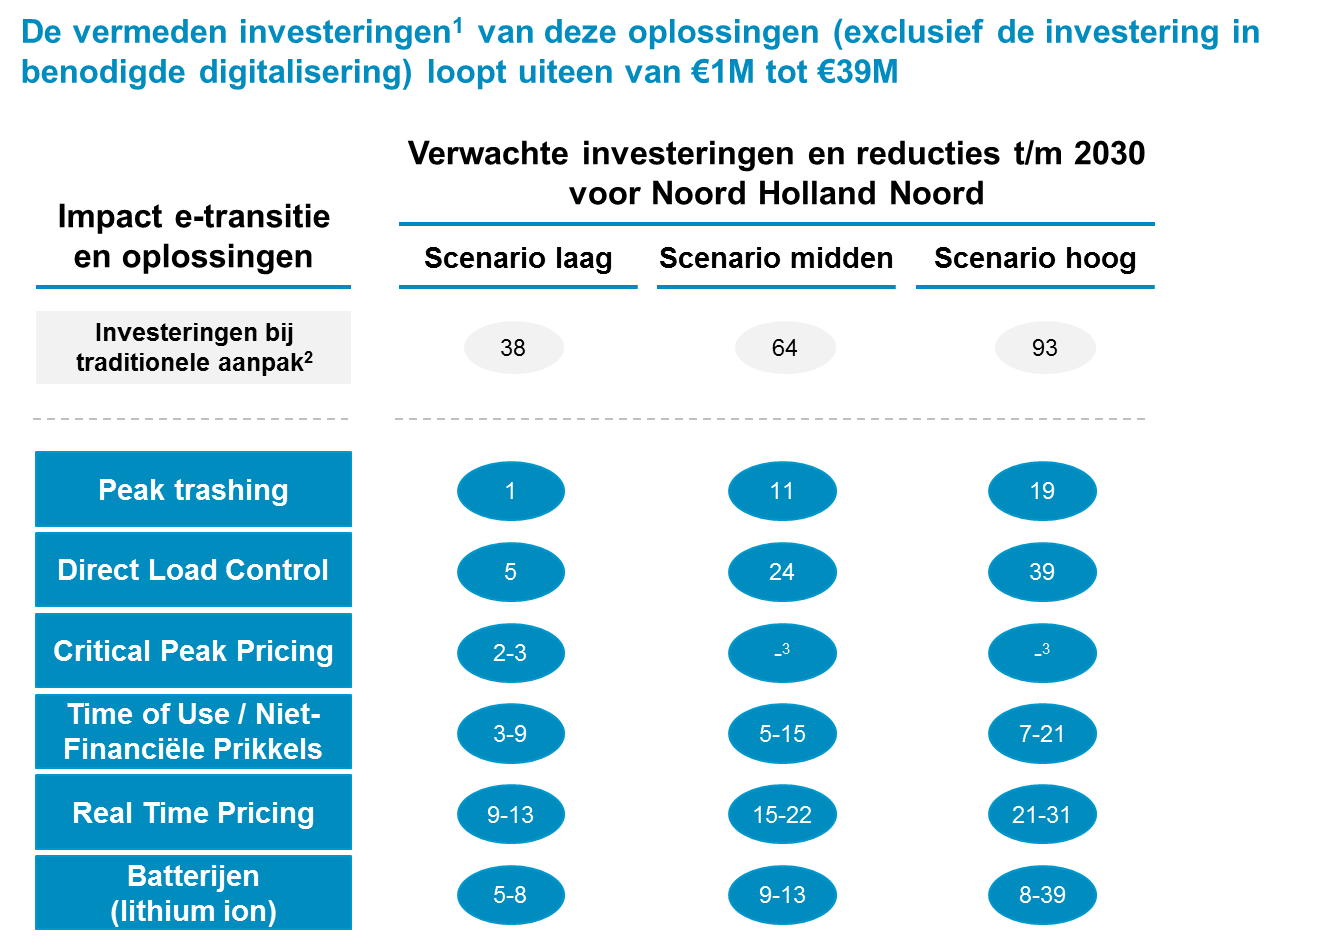 De vermeden investeringen¹ van deze oplossingen (exclusief de investering in
benodigde digitalisering) loopt uiteen van €1M tot €39M
Verwachte investeringen en reducties t/m 2030
voor Noord Holland Noord
Impact e-transitie
en oplossingen
Scenario laag Scenario midden Scenario hoog
Investeringen bij
traditionele aanpak²
38 64 93
Peak trashing 1 11 19
Direct Load Control 5 24 39
Critical Peak Pricing 2-3 -³ -³
Time of Use / Niet-
Financiële Prikkels
3-9 5-15 7-21
Real Time Pricing 9-13 15-22 21-31
Batterijen
(lithium ion)
5-8 9-13 8-39